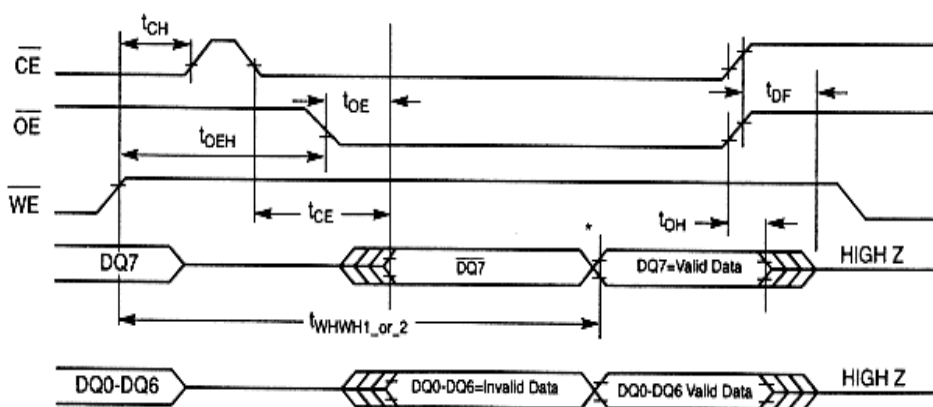 tCH
CE
tOE
tDF
OE
tOEH
WE
tCE
tOH
*
DQ7
DQ7
DQ7=Valid Data
HIGH Z
tWHWH1_or_2
DQ0-DQ6
DQ0-DQ6=Invalid Data
DQ0-DQ6 Valid Data
HIGH Z